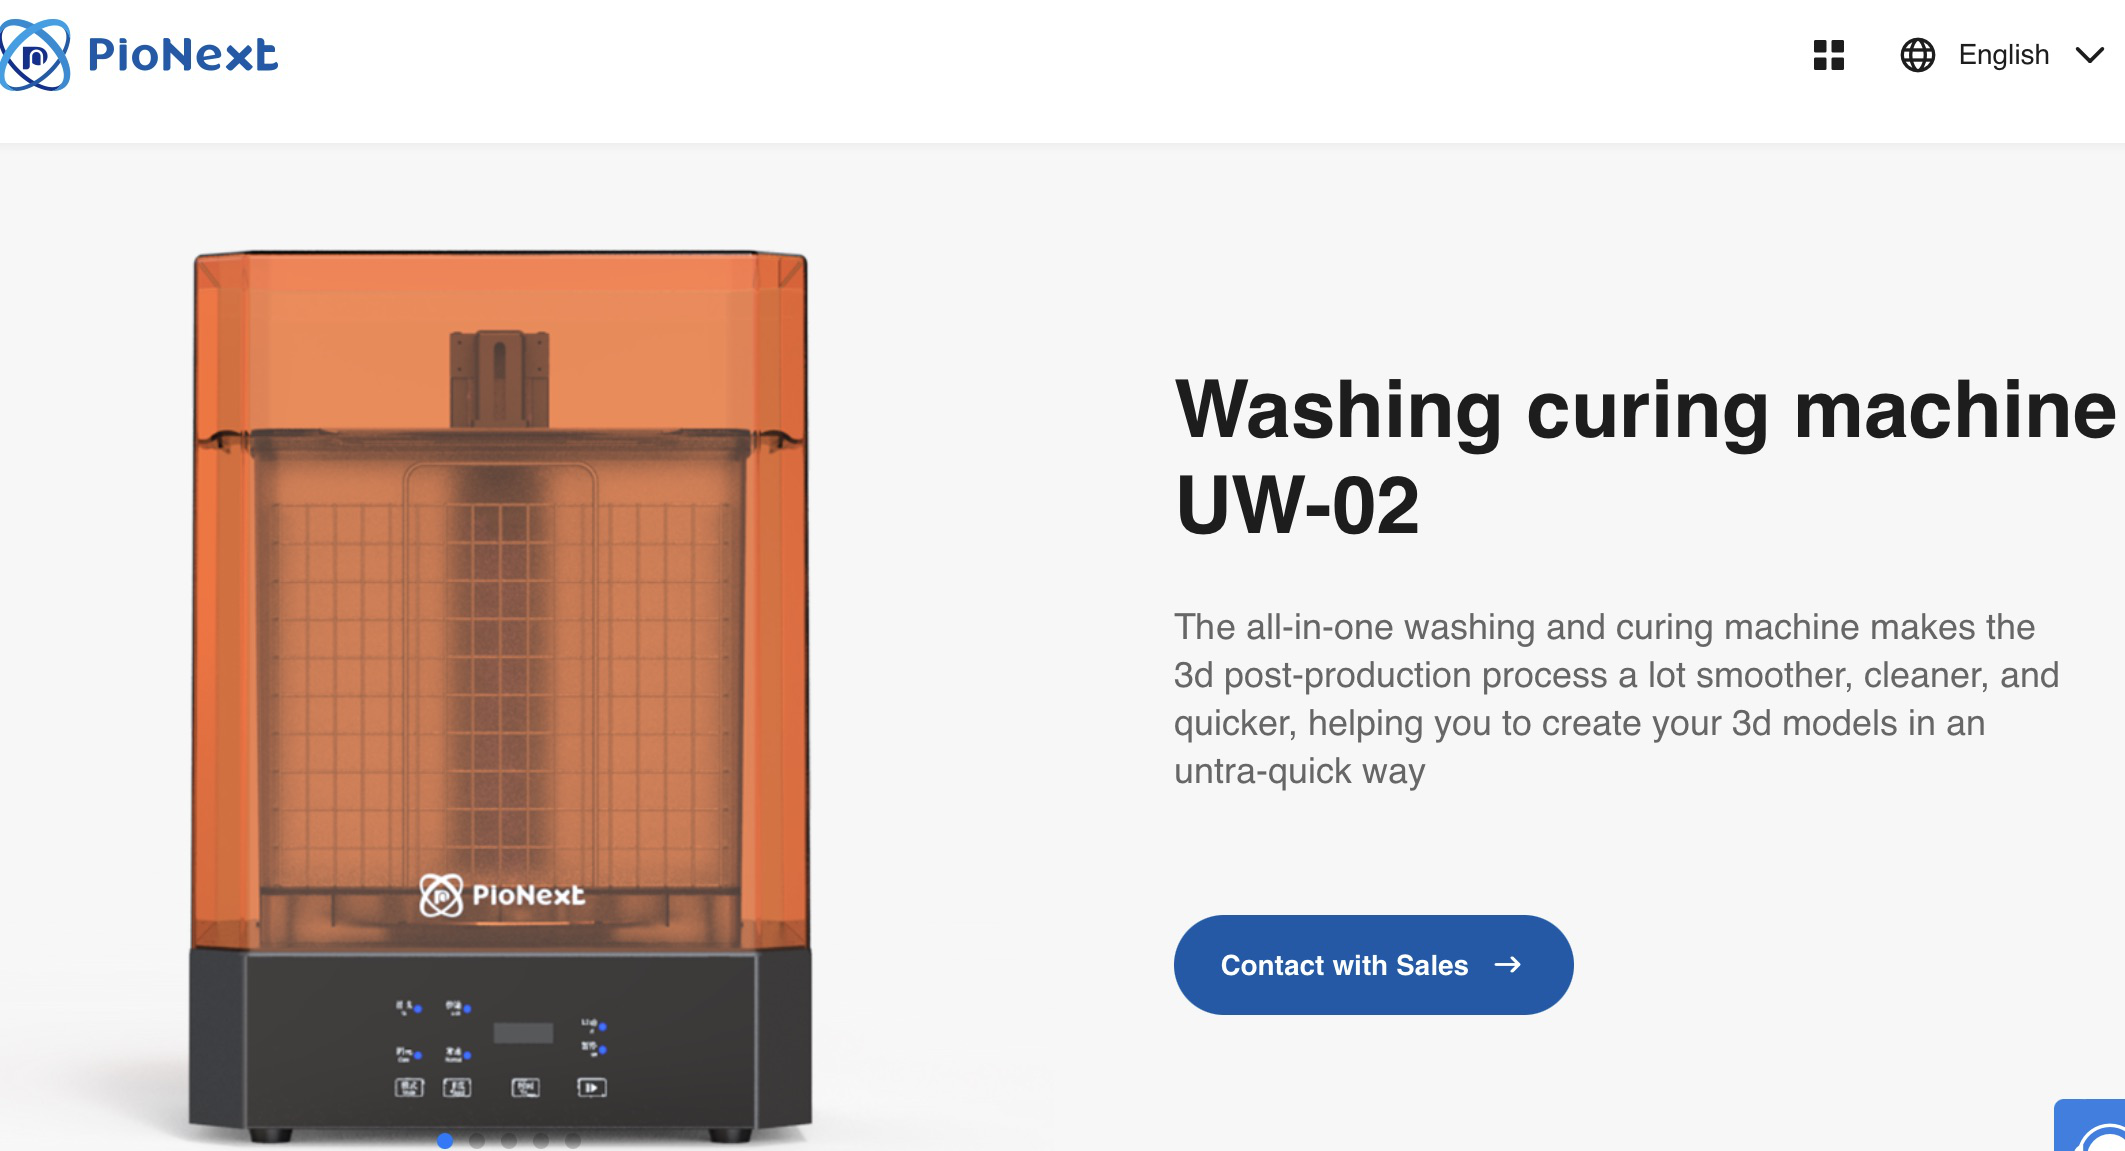 PioNext
English
Washing curing machine
UW-02
The all-in-one washing and curing machine makes the
3d post-production process a lot smoother, cleaner, and
quicker, helping you to create your 3d models in an
untra-quick way
Contact with Sales
PioNext